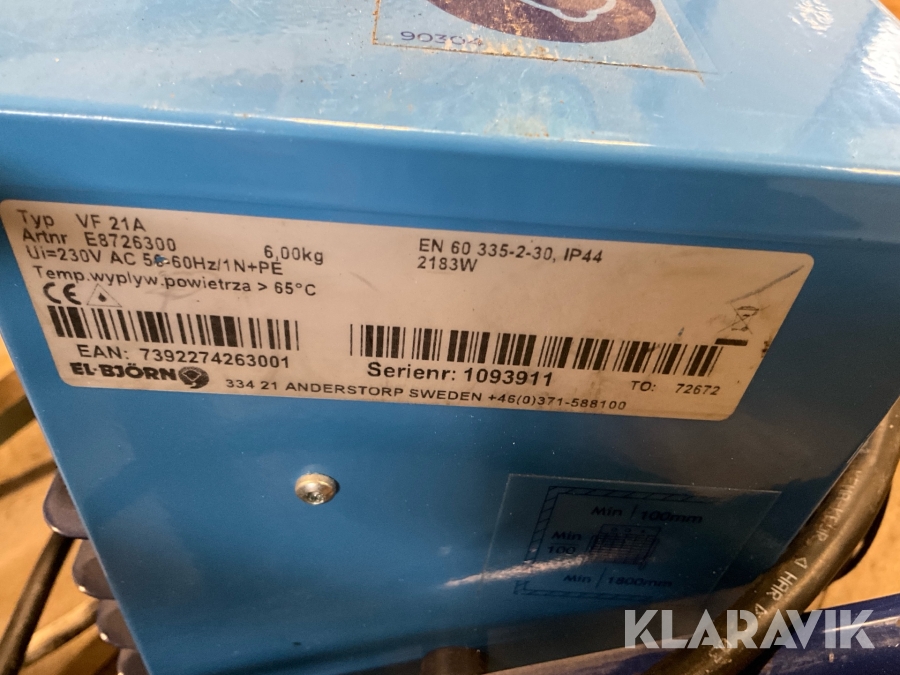 90304
Typ VF 21A
Artnr E8726300 6,00kg
Ui=230V AC 50-60Hz/1N+PE
Temp.wyplyw.powietrza > 65°C
EN 60 335-2-30, IP44
2183W
CE
EAN: 7392274263001
Serienr: 1093911
TO: 72672
EL-BJÖRN
334 21 ANDERSTORP SWEDEN +46(0)371-588100
Min 100mm
Min
100
Min 1800mm
KLARAVIK